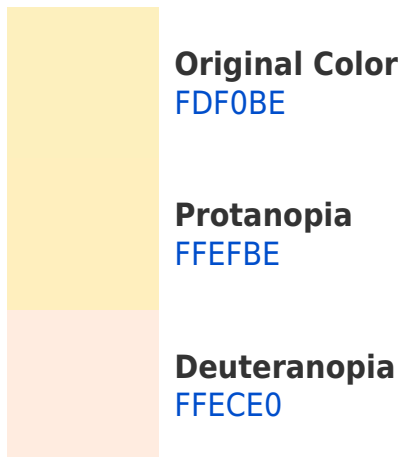 Original Color
FDF0BE
Protanopia
FFEFBE
Deuteranopia
FFECE0